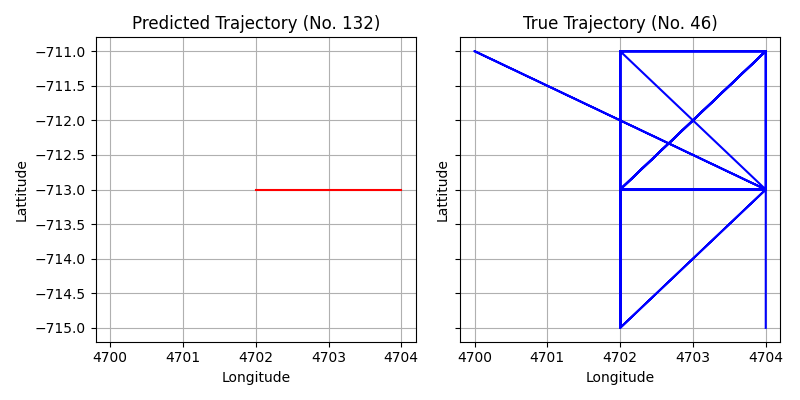 Predicted Trajectory (No. 132)
True Trajectory (No. 46)
−711.0
−711.5
−712.0
−712.5
−713.0
−713.5
−714.0
−714.5
−715.0
Lattitude
Lattitude
4700 4701 4702 4703 4704
4700 4701 4702 4703 4704
Longitude
Longitude